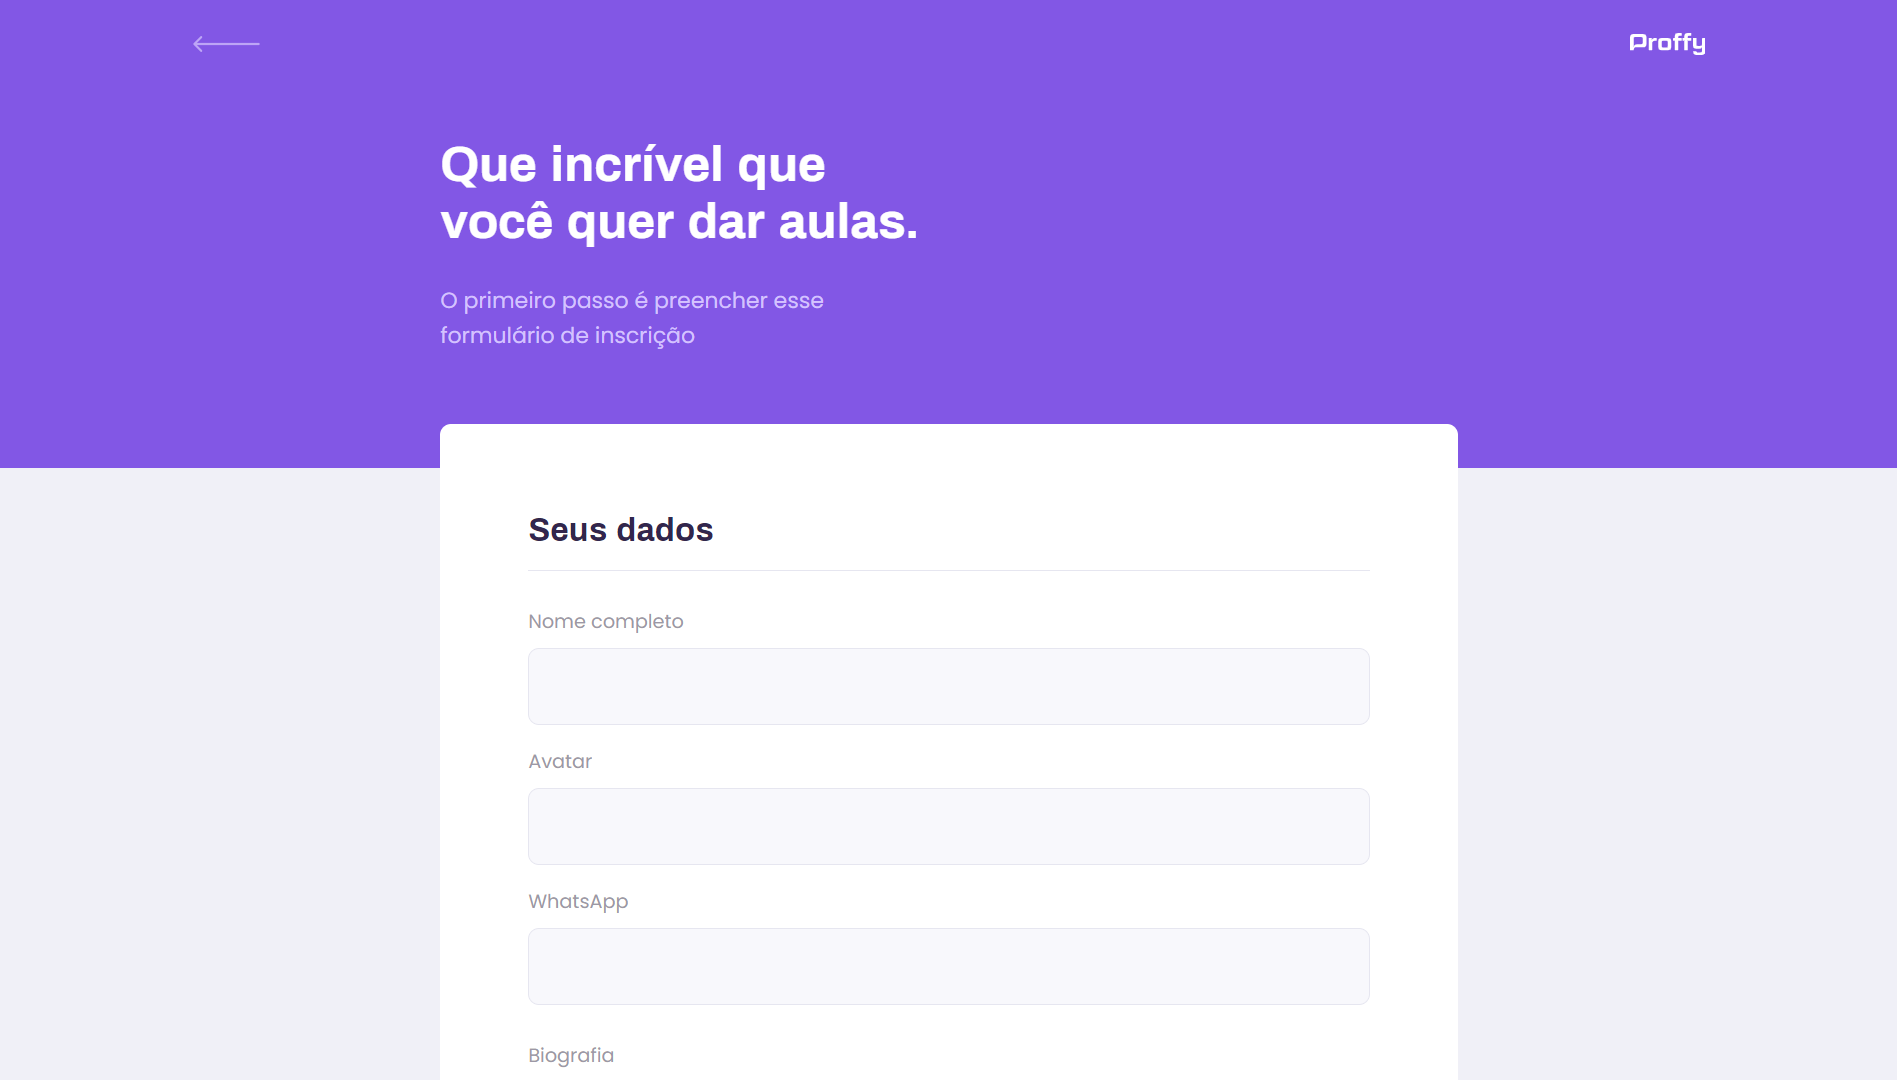 Proffy
Que incrível que
você quer dar aulas.
O primeiro passo é preencher esse
formulário de inscrição
Seus dados
Nome completo
Avatar
WhatsApp
Biografia